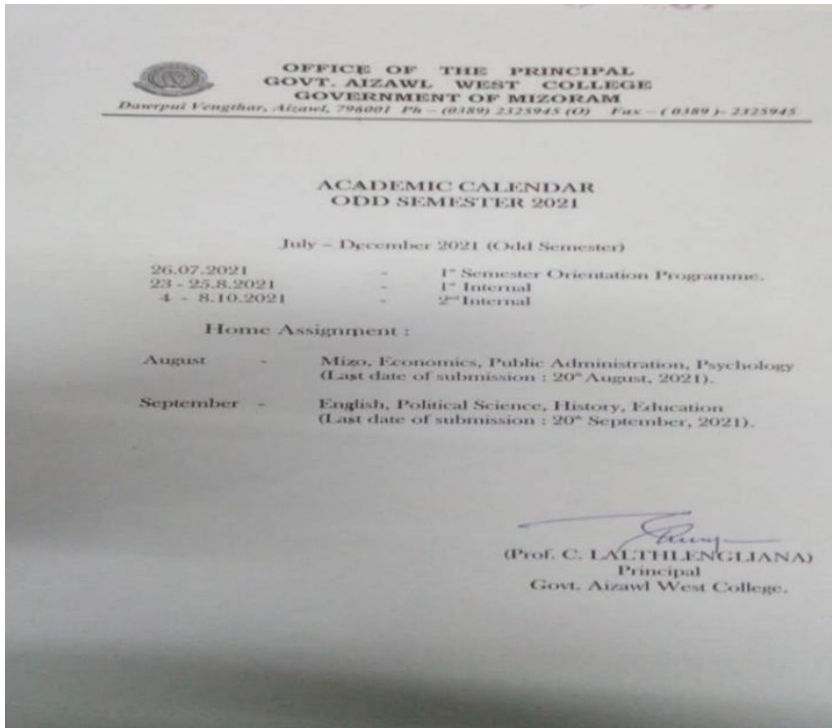 OFFICE OF THE PRINCIPAL
GOVT. AIZAWL WEST COLLEGE
GOVERNMENT OF MIZORAM
Dawrpui Vengthar, Aizawl, 796001 Ph – (0389) 2325945 (O) Fax – ( 0389 )- 2325945
ACADEMIC CALENDAR
ODD SEMESTER 2021
July – December 2021 (Odd Semester)
26.07.2021 - 1st Semester Orientation Programme.
23 - 25.8.2021 - 1st Internal
4 - 8.10.2021 - 2nd Internal
Home Assignment :
August - Mizo, Economics, Public Administration, Psychology
(Last date of submission : 20th August, 2021).
September - English, Political Science, History, Education
(Last date of submission : 20th September, 2021).
(Prof. C. LALTHLENGLIANA)
Principal
Govt. Aizawl West College.